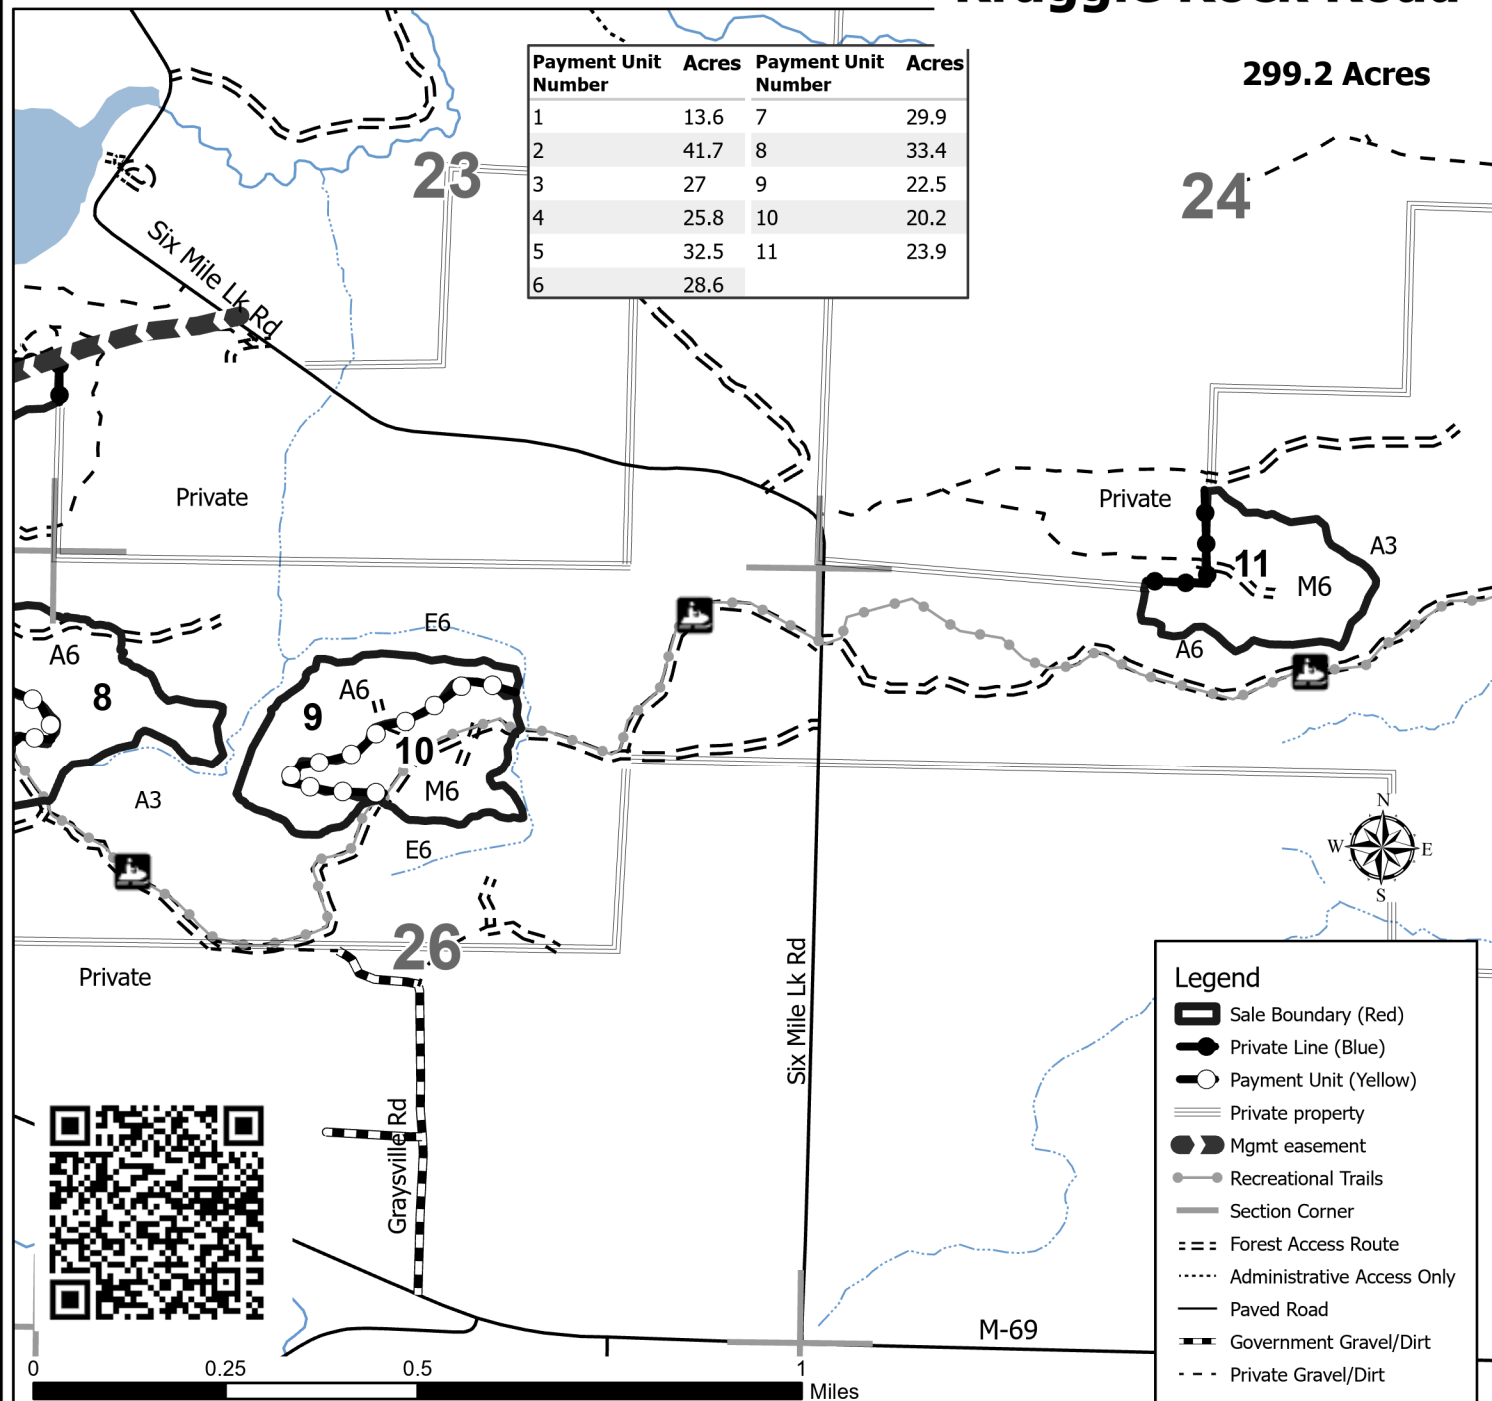 299.2 Acres
Payment Unit Number Acres Payment Unit Number Acres
1 13.6 7 29.9
2 41.7 8 33.4
3 27 9 22.5
4 25.8 10 20.2
5 32.5 11 23.9
6 28.6
23
24
Six Mile Lk Rd
Private
Private
11
A3
M6
A6
E6
A6
8
A6
9
10
M6
A3
E6
N
W E
S
26
Private
Six Mile Lk Rd
Graysville Rd
M-69
Legend
Sale Boundary (Red)
Private Line (Blue)
Payment Unit (Yellow)
Private property
Mgmt easement
Recreational Trails
Section Corner
Forest Access Route
Administrative Access Only
Paved Road
Government Gravel/Dirt
Private Gravel/Dirt
0 0.25 0.5 1
Miles